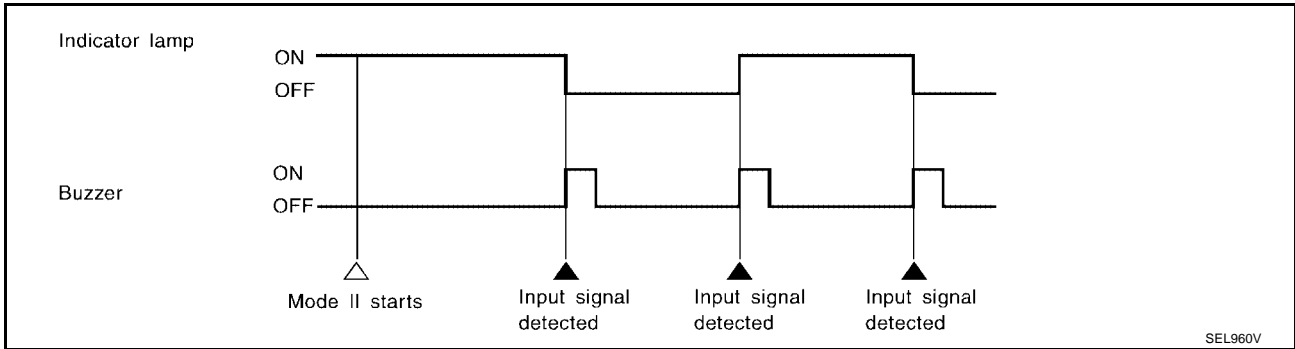 Indicator lamp
ON
OFF
ON
Buzzer
OFF
Mode II starts
Input signal
detected
Input signal
detected
Input signal
detected
SEL960V